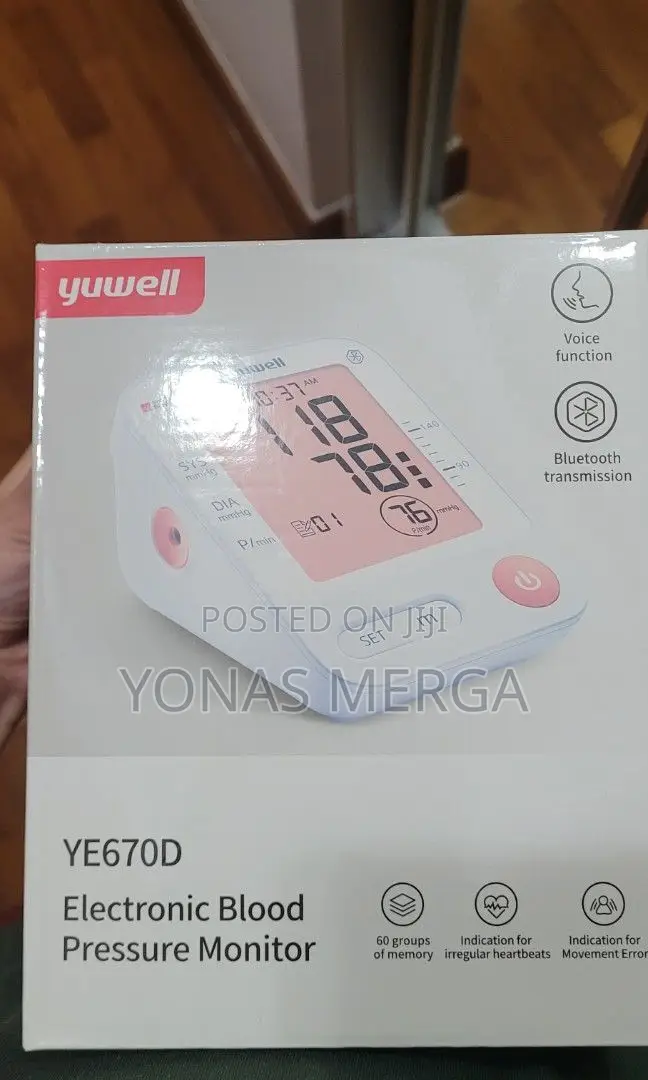 yuwell
Voice
function
Bluetooth
transmission
yuwell
10:37 AM
118
78
140
90
SYS
mmHg
DIA
mmHg
P/min
01
76
P/min
mmHg
SET
m
POSTED ON JIJI
YONAS MERGA
YE670D
Electronic Blood
Pressure Monitor
60 groups
of memory
Indication for
irregular heartbeats
Indication for
Movement Error